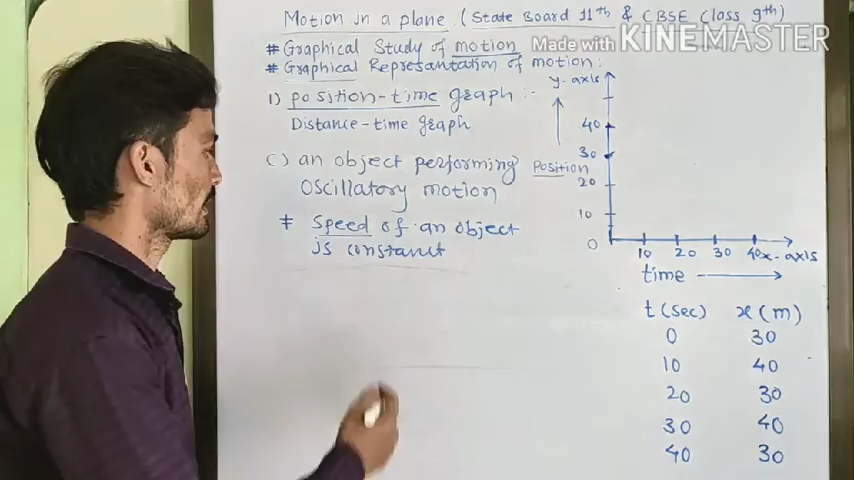 Motion in a plane (State Board 11th & CBSE Class 9th)
# Graphical Study of motion
Made with KINEMASTER
# Graphical Represantation of motion:
1) position-time graph :-
Distance-time graph
c) an object performing
Oscillatory motion
# Speed of an object
is constant
y-axis
40
30
Position
20
10
0
10 20 30 40 x-axis
time
t(sec) x(m)
0 30
10 40
20 30
30 40
40 30